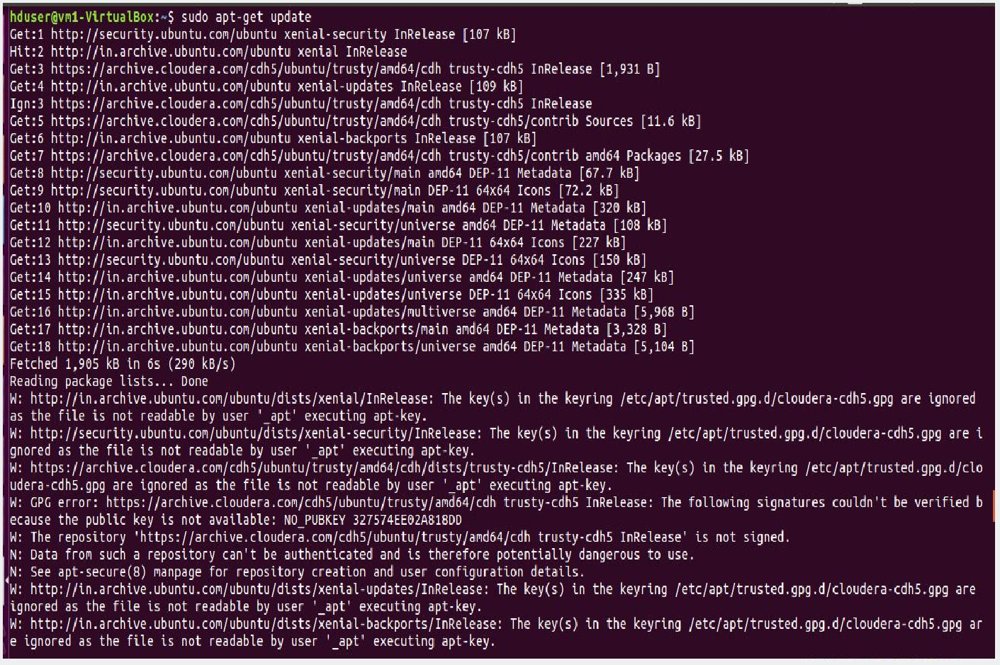 hduser@vm1-VirtualBox:~$ sudo apt-get update
Get:1 http://security.ubuntu.com/ubuntu xenial-security InRelease [107 kB]
Hit:2 http://in.archive.ubuntu.com/ubuntu xenial InRelease
Get:3 https://archive.cloudera.com/cdh5/ubuntu/trusty/amd64/cdh trusty-cdh5 InRelease [1,931 B]
Get:4 http://in.archive.ubuntu.com/ubuntu xenial-updates InRelease [109 kB]
Ign:3 https://archive.cloudera.com/cdh5/ubuntu/trusty/amd64/cdh trusty-cdh5 InRelease
Get:5 https://archive.cloudera.com/cdh5/ubuntu/trusty/amd64/cdh trusty-cdh5/contrib Sources [11.6 kB]
Get:6 http://in.archive.ubuntu.com/ubuntu xenial-backports InRelease [107 kB]
Get:7 https://archive.cloudera.com/cdh5/ubuntu/trusty/amd64/cdh trusty-cdh5/contrib amd64 Packages [27.5 kB]
Get:8 http://security.ubuntu.com/ubuntu xenial-security/main amd64 DEP-11 Metadata [67.7 kB]
Get:9 http://security.ubuntu.com/ubuntu xenial-security/main DEP-11 64x64 Icons [72.2 kB]
Get:10 http://in.archive.ubuntu.com/ubuntu xenial-updates/main amd64 DEP-11 Metadata [320 kB]
Get:11 http://security.ubuntu.com/ubuntu xenial-security/universe amd64 DEP-11 Metadata [108 kB]
Get:12 http://in.archive.ubuntu.com/ubuntu xenial-updates/main DEP-11 64x64 Icons [227 kB]
Get:13 http://security.ubuntu.com/ubuntu xenial-security/universe DEP-11 64x64 Icons [150 kB]
Get:14 http://in.archive.ubuntu.com/ubuntu xenial-updates/universe amd64 DEP-11 Metadata [247 kB]
Get:15 http://in.archive.ubuntu.com/ubuntu xenial-updates/universe DEP-11 64x64 Icons [335 kB]
Get:16 http://in.archive.ubuntu.com/ubuntu xenial-updates/multiverse amd64 DEP-11 Metadata [5,968 B]
Get:17 http://in.archive.ubuntu.com/ubuntu xenial-backports/main amd64 DEP-11 Metadata [3,328 B]
Get:18 http://in.archive.ubuntu.com/ubuntu xenial-backports/universe amd64 DEP-11 Metadata [5,104 B]
Fetched 1,905 kB in 6s (290 kB/s)
Reading package lists... Done
W: http://in.archive.ubuntu.com/ubuntu/dists/xenial/InRelease: The key(s) in the keyring /etc/apt/trusted.gpg.d/cloudera-cdh5.gpg are ignored
as the file is not readable by user '_apt' executing apt-key.
W: http://security.ubuntu.com/ubuntu/dists/xenial-security/InRelease: The key(s) in the keyring /etc/apt/trusted.gpg.d/cloudera-cdh5.gpg are i
gnored as the file is not readable by user '_apt' executing apt-key.
W: https://archive.cloudera.com/cdh5/ubuntu/trusty/amd64/cdh/dists/trusty-cdh5/InRelease: The key(s) in the keyring /etc/apt/trusted.gpg.d/clo
udera-cdh5.gpg are ignored as the file is not readable by user '_apt' executing apt-key.
W: GPG error: https://archive.cloudera.com/cdh5/ubuntu/trusty/amd64/cdh trusty-cdh5 InRelease: The following signatures couldn't be verified b
ecause the public key is not available: NO_PUBKEY 327574EE02A818DD
W: The repository 'https://archive.cloudera.com/cdh5/ubuntu/trusty/amd64/cdh trusty-cdh5 InRelease' is not signed.
N: Data from such a repository can't be authenticated and is therefore potentially dangerous to use.
N: See apt-secure(8) manpage for repository creation and user configuration details.
W: http://in.archive.ubuntu.com/ubuntu/dists/xenial-updates/InRelease: The key(s) in the keyring /etc/apt/trusted.gpg.d/cloudera-cdh5.gpg are
ignored as the file is not readable by user '_apt' executing apt-key.
W: http://in.archive.ubuntu.com/ubuntu/dists/xenial-backports/InRelease: The key(s) in the keyring /etc/apt/trusted.gpg.d/cloudera-cdh5.gpg ar
e ignored as the file is not readable by user '_apt' executing apt-key.